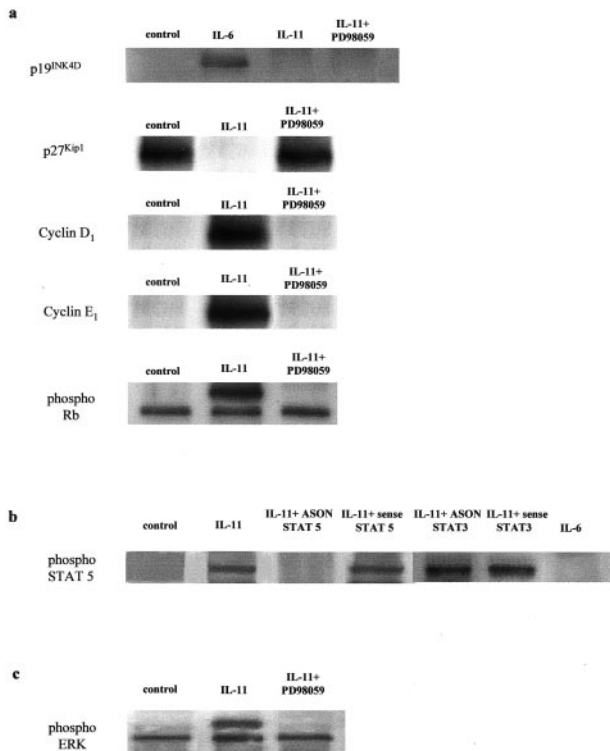 a
control IL-6 IL-11 IL-11+ PD98059
p19INK4D
control IL-11 IL-11+ PD98059
p27Kip1
control IL-11 IL-11+ PD98059
Cyclin D1
control IL-11 IL-11+ PD98059
Cyclin E1
control IL-11 IL-11+ PD98059
phospho Rb
b
control IL-11 IL-11+ ASON STAT 5 IL-11+ sense STAT 5 IL-11+ ASON STAT3 IL-11+ sense STAT3 IL-6
phospho STAT 5
c
control IL-11 IL-11+ PD98059
phospho ERK